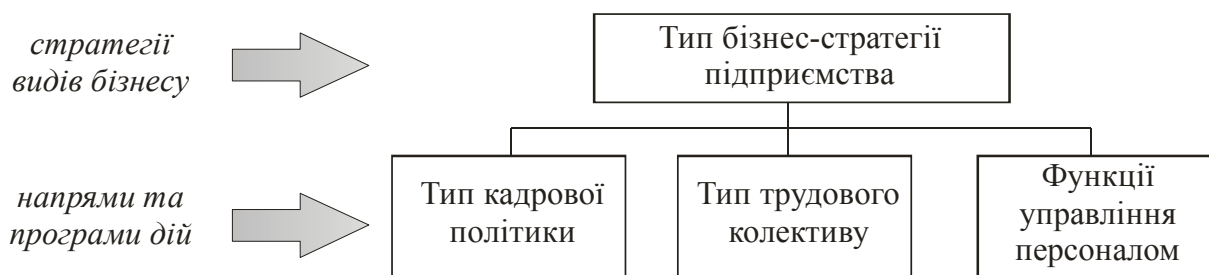 стратегії
видів бізнесу
Тип бізнес-стратегії
підприємства
напрями та
програми дій
Тип кадрової
політики
Тип трудового
колективу
Функції
управління
персоналом